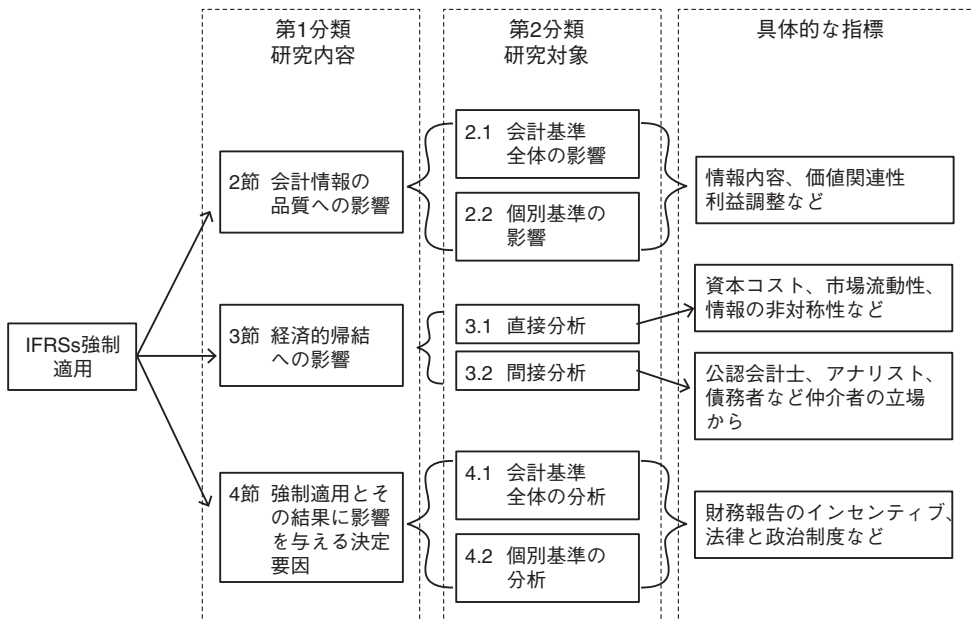 第1分類
研究内容
第2分類
研究対象
具体的な指標
IFRSs強制
適用
2節 会計情報の
品質への影響
2.1 会計基準
全体の影響
2.2 個別基準の
影響
情報内容、価値関連性
利益調整など
3節 経済的帰結
への影響
3.1 直接分析
3.2 間接分析
資本コスト、市場流動性、
情報の非対称性など
公認会計士、アナリスト、
債務者など仲介者の立場
から
4節 強制適用とそ
の結果に影響
を与える決定
要因
4.1 会計基準
全体の分析
4.2 個別基準の
分析
財務報告のインセンティブ、
法律と政治制度など